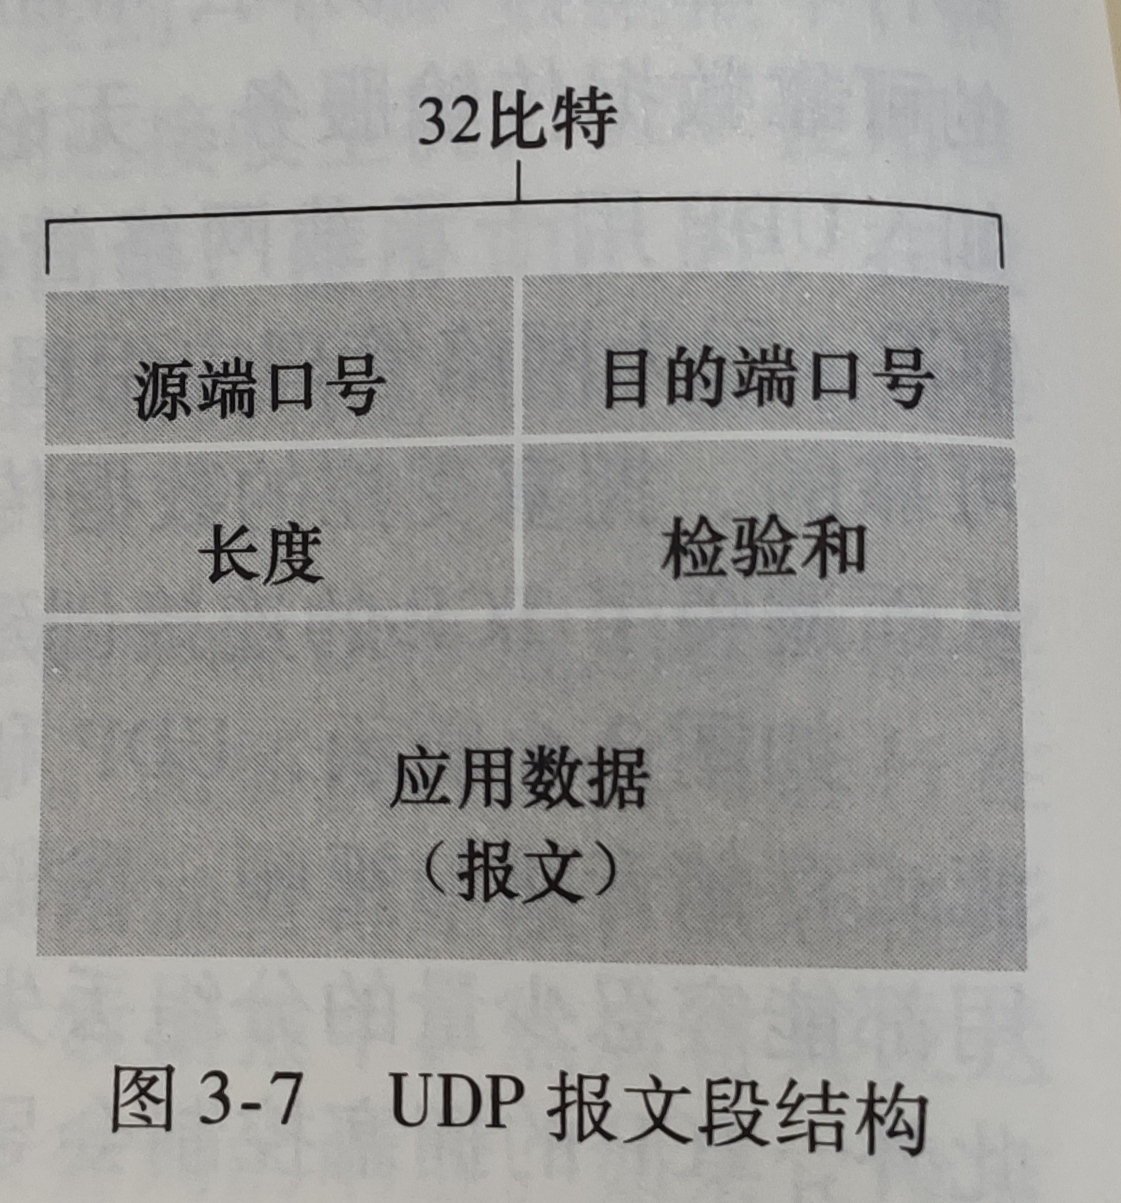 32比特
源端口号 目的端口号
长度 检验和
应用数据
（报文）
图 3-7 UDP 报文段结构